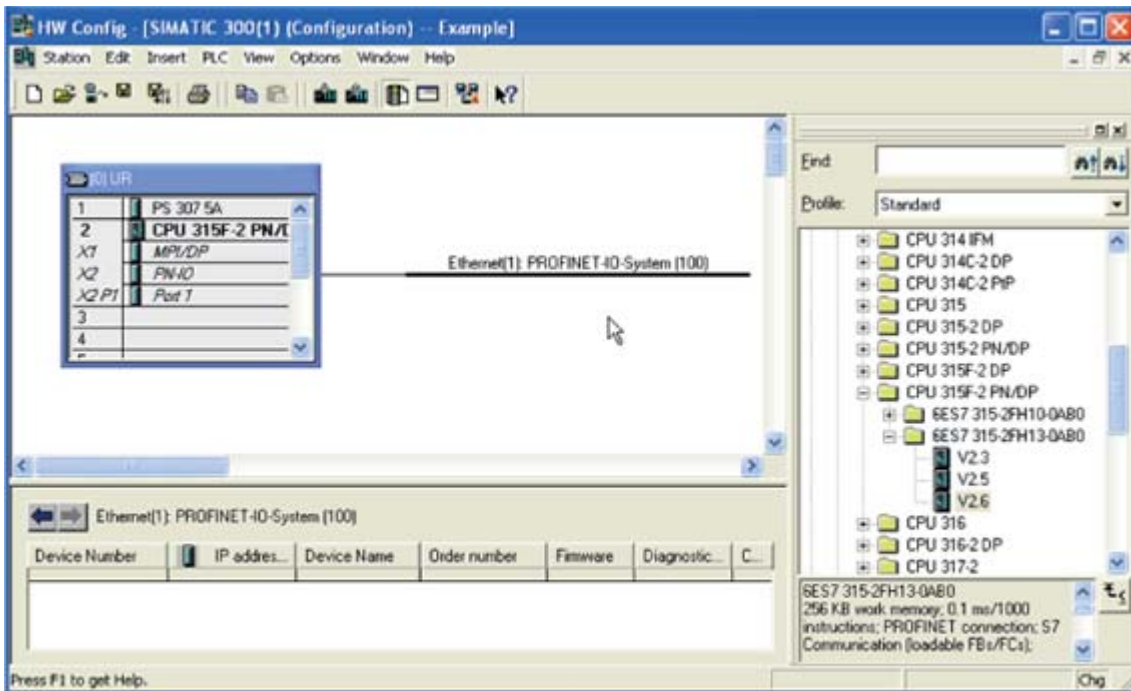 HW Config - [SIMATIC 300(1) (Configuration) -- Example]
Station Edit Insert PLC View Options Window Help
(0) UR
1 PS 307 5A
2 CPU 315F-2 PN/D
X1 MPI/DP
X2 PN-IO
X2 P1 Port 1
3
4
Ethernet(1): PROFINET-IO-System (100)
Find:
Profile: Standard
CPU 314 IFM
CPU 314C-2 DP
CPU 314C-2 PtP
CPU 315
CPU 315-2 DP
CPU 315-2 PN/DP
CPU 315F-2 DP
CPU 315F-2 PN/DP
6ES7 315-2FH10-0AB0
6ES7 315-2FH13-0AB0
V2.3
V2.5
V2.6
CPU 316
CPU 316-2 DP
CPU 317-2
Ethernet(1): PROFINET-IO-System (100)
Device Number IP addres... Device Name Order number Firmware Diagnostic... C...
6ES7 315-2FH13-0AB0
256 KB work memory; 0.1 ms/1000
instructions; PROFINET connection; S7
Communication (loadable FBs/FCs);
Press F1 to get Help.
Chg